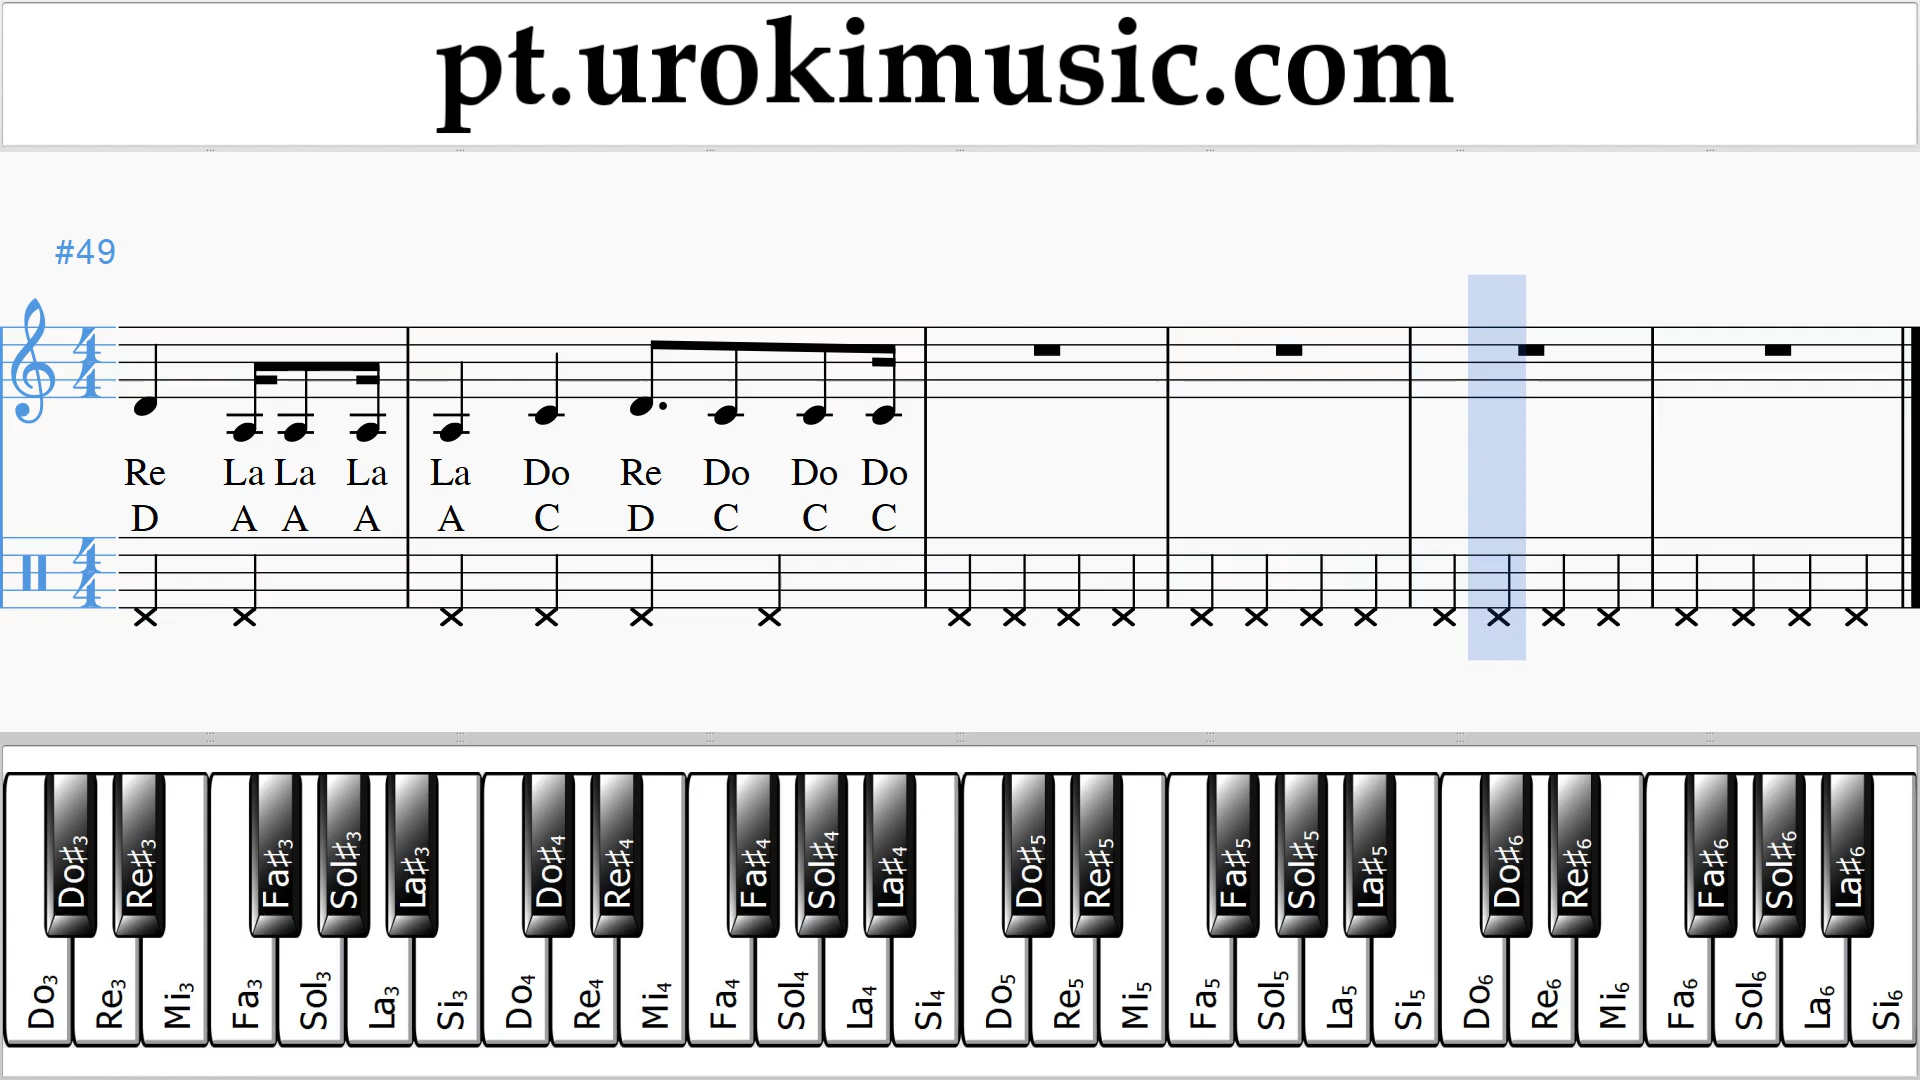 pt.urokimusic.com
#49
4
4
Re La La La La Do Re Do Do Do
D A A A A C D C C C
4
4
Do#3 Re#3 Fa#3 Sol#3 La#3 Do#4 Re#4 Fa#4 Sol#4 La#4 Do#5 Re#5 Fa#5 Sol#5 La#5 Do#6 Re#6 Fa#6 Sol#6 La#6
Do3 Re3 Mi3 Fa3 Sol3 La3 Si3 Do4 Re4 Mi4 Fa4 Sol4 La4 Si4 Do5 Re5 Mi5 Fa5 Sol5 La5 Si5 Do6 Re6 Mi6 Fa6 Sol6 La6 Si6